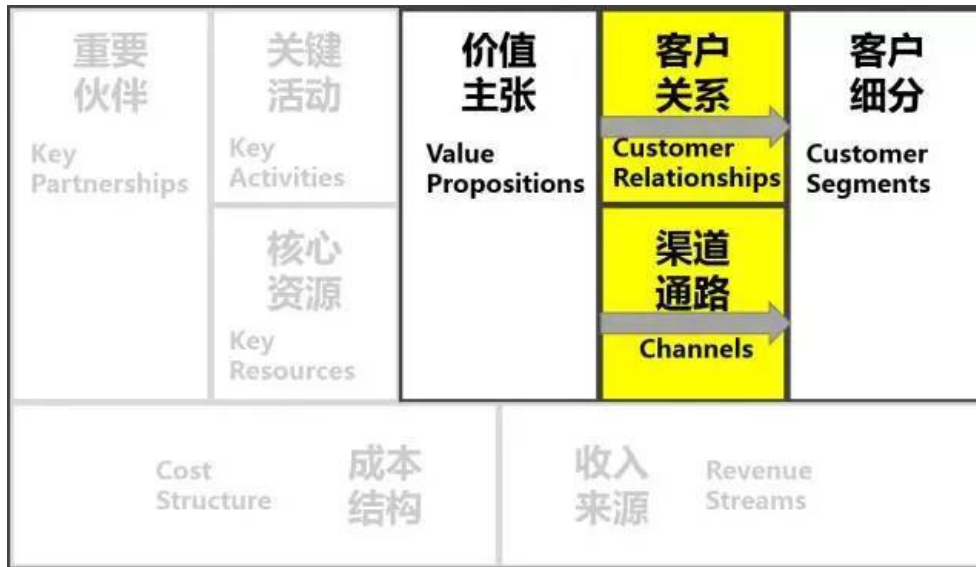 重要
伙伴
Key
Partnerships
关键
活动
Key
Activities
核心
资源
Key
Resources
价值
主张
Value
Propositions
客户
关系
Customer
Relationships
渠道
通路
Channels
客户
细分
Customer
Segments
Cost
Structure
成本
结构
收入
来源
Revenue
Streams